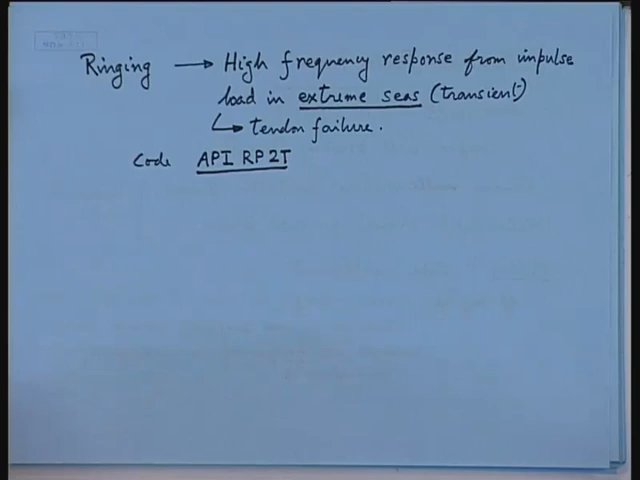 Ringing → High frequency response from impulse
load in extreme seas (transient)
↳ tendon failure.
Code API RP 2T